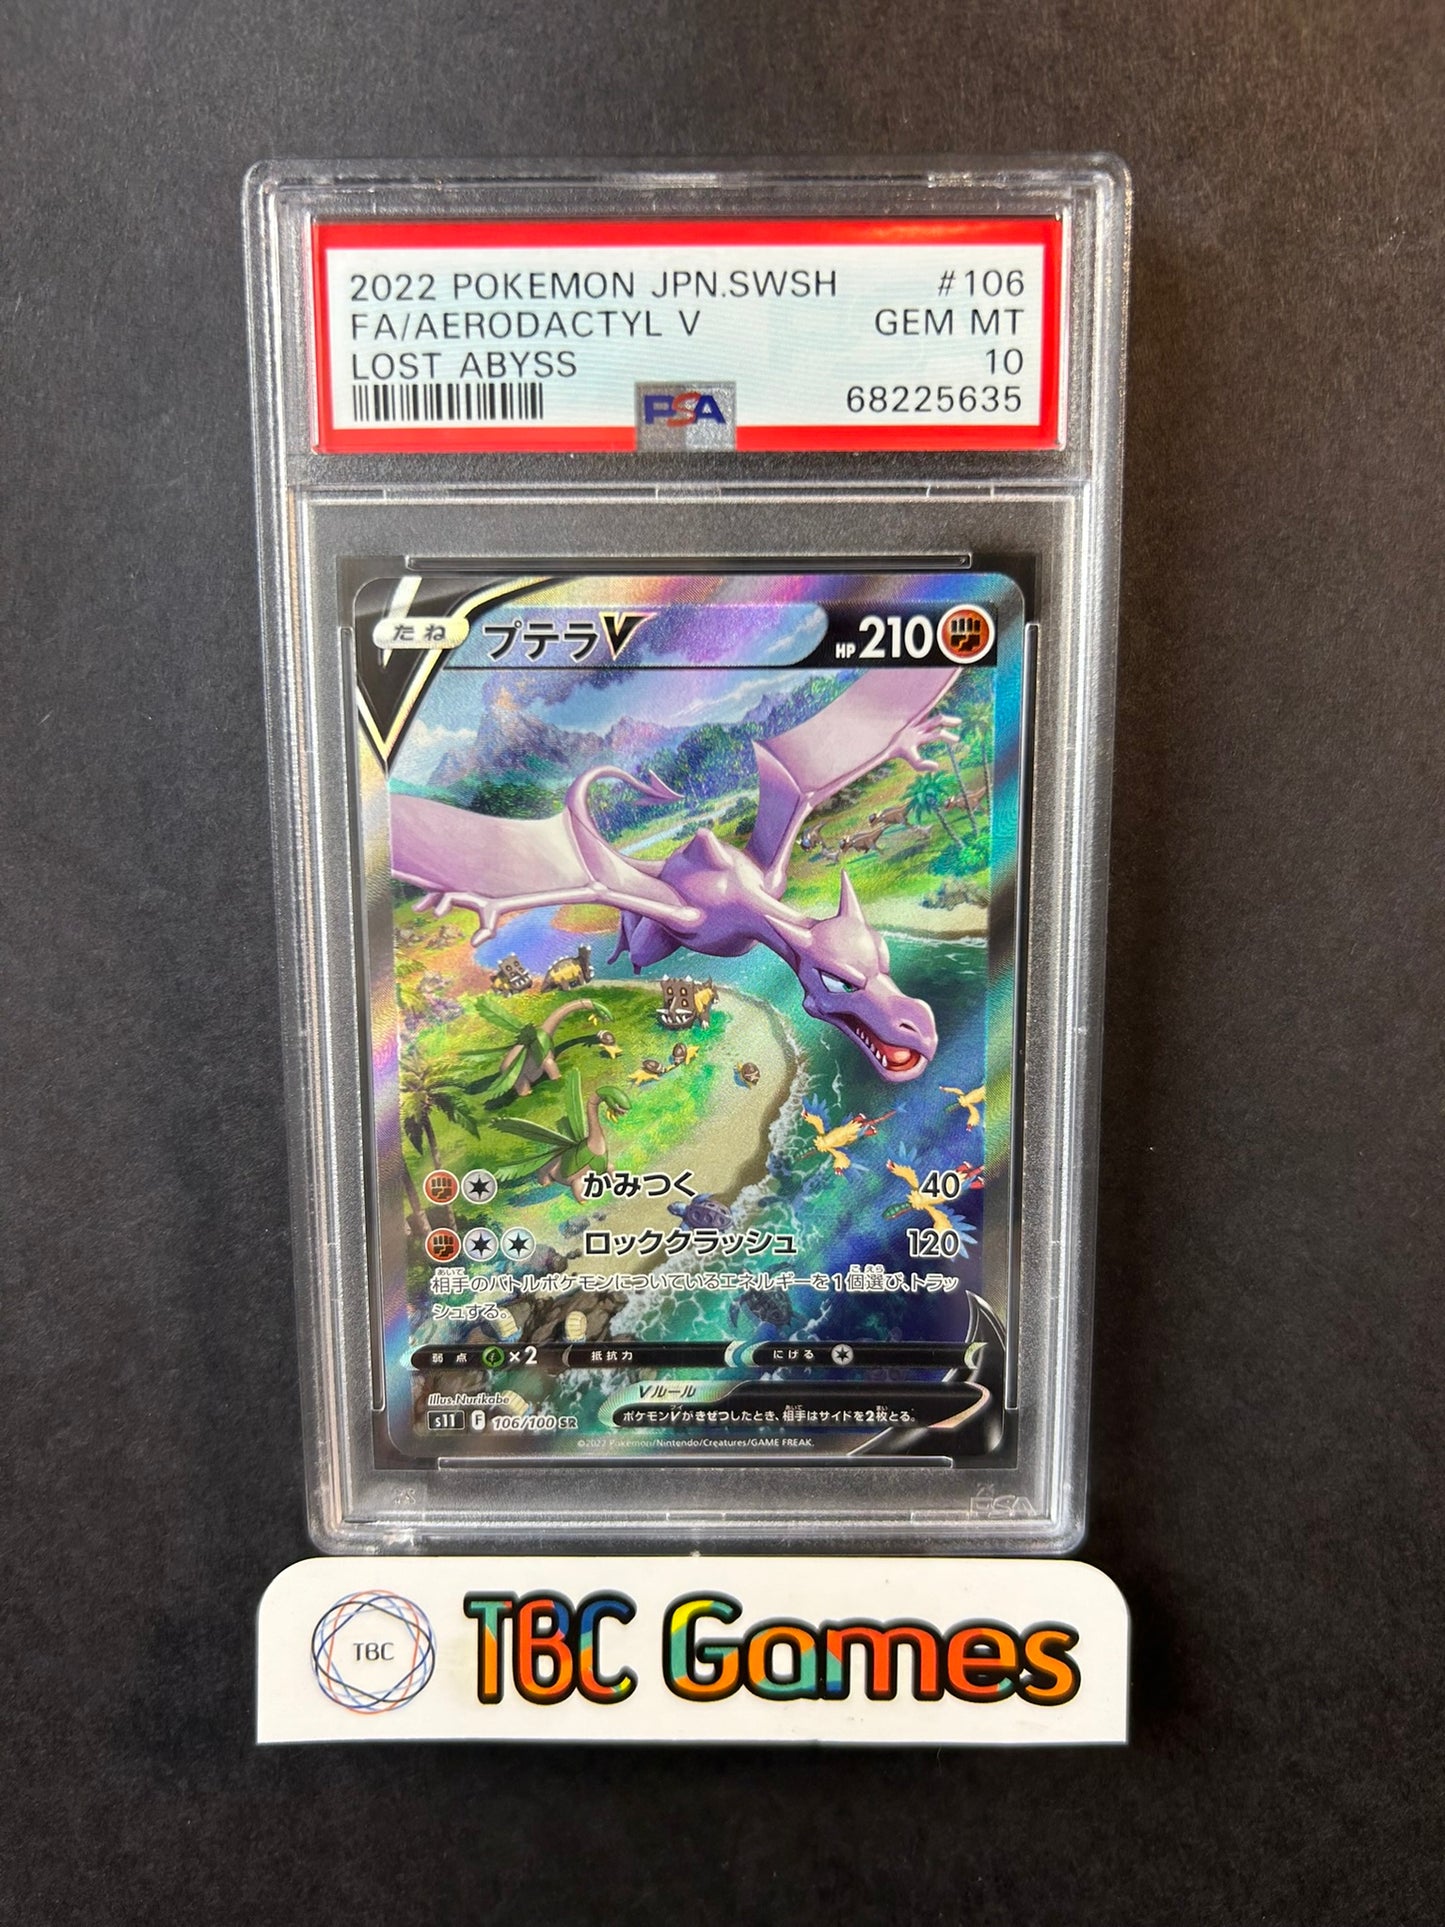 2022 POKEMON JPN.SWSH #106
FA/AERODACTYL V GEM MT
LOST ABYSS 10
PSA 68225635
たね プテラV HP210
かみつく 40
ロッククラッシュ 120
相手のバトルポケモンについているエネルギーを1個選び、トラッ
シュする。
弱点 ×2 抵抗力 にげる
Illus.Nurikabe
Vルール
s11 F 106/100 SR ポケモンVがきぜつしたとき、相手はサイドを2枚とる。
©2022 Pokémon/Nintendo/Creatures/GAME FREAK.
PSA
TBC TBC Games